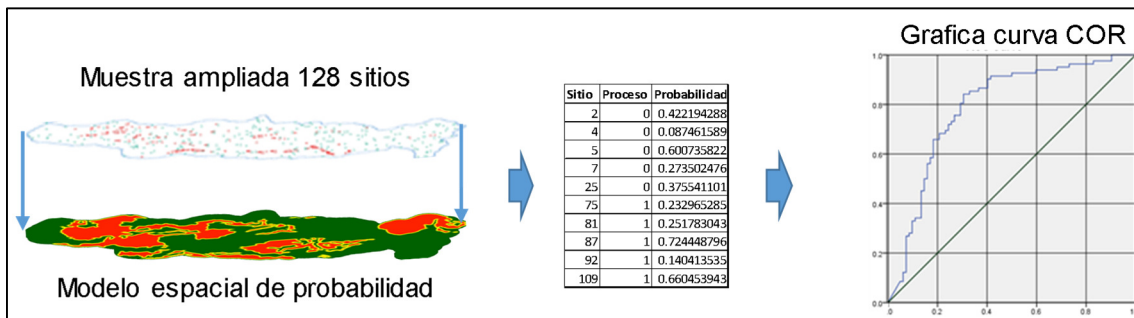 Muestra ampliada 128 sitios
Modelo espacial de probabilidad
Sitio Proceso Probabilidad
2 0 0.422194288
4 0 0.087461589
5 0 0.600735822
7 0 0.273502476
25 0 0.375541101
75 1 0.232965285
81 1 0.251783043
87 1 0.724448796
92 1 0.140413535
109 1 0.660453943
Grafica curva COR
1.0
0.8
0.6
0.4
0.2
0.0
0.0 0.2 0.4 0.6 0.8